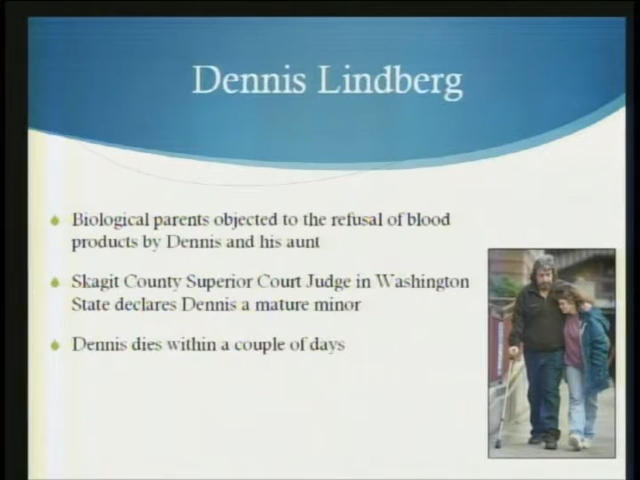 Dennis Lindberg
Biological parents objected to the refusal of blood
products by Dennis and his aunt
Skagit County Superior Court Judge in Washington
State declares Dennis a mature minor
Dennis dies within a couple of days